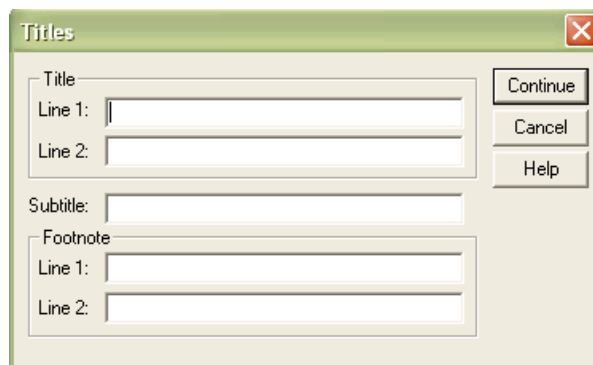 Titles
Title
Line 1:
Line 2:
Subtitle:
Footnote
Line 1:
Line 2:
Continue
Cancel
Help